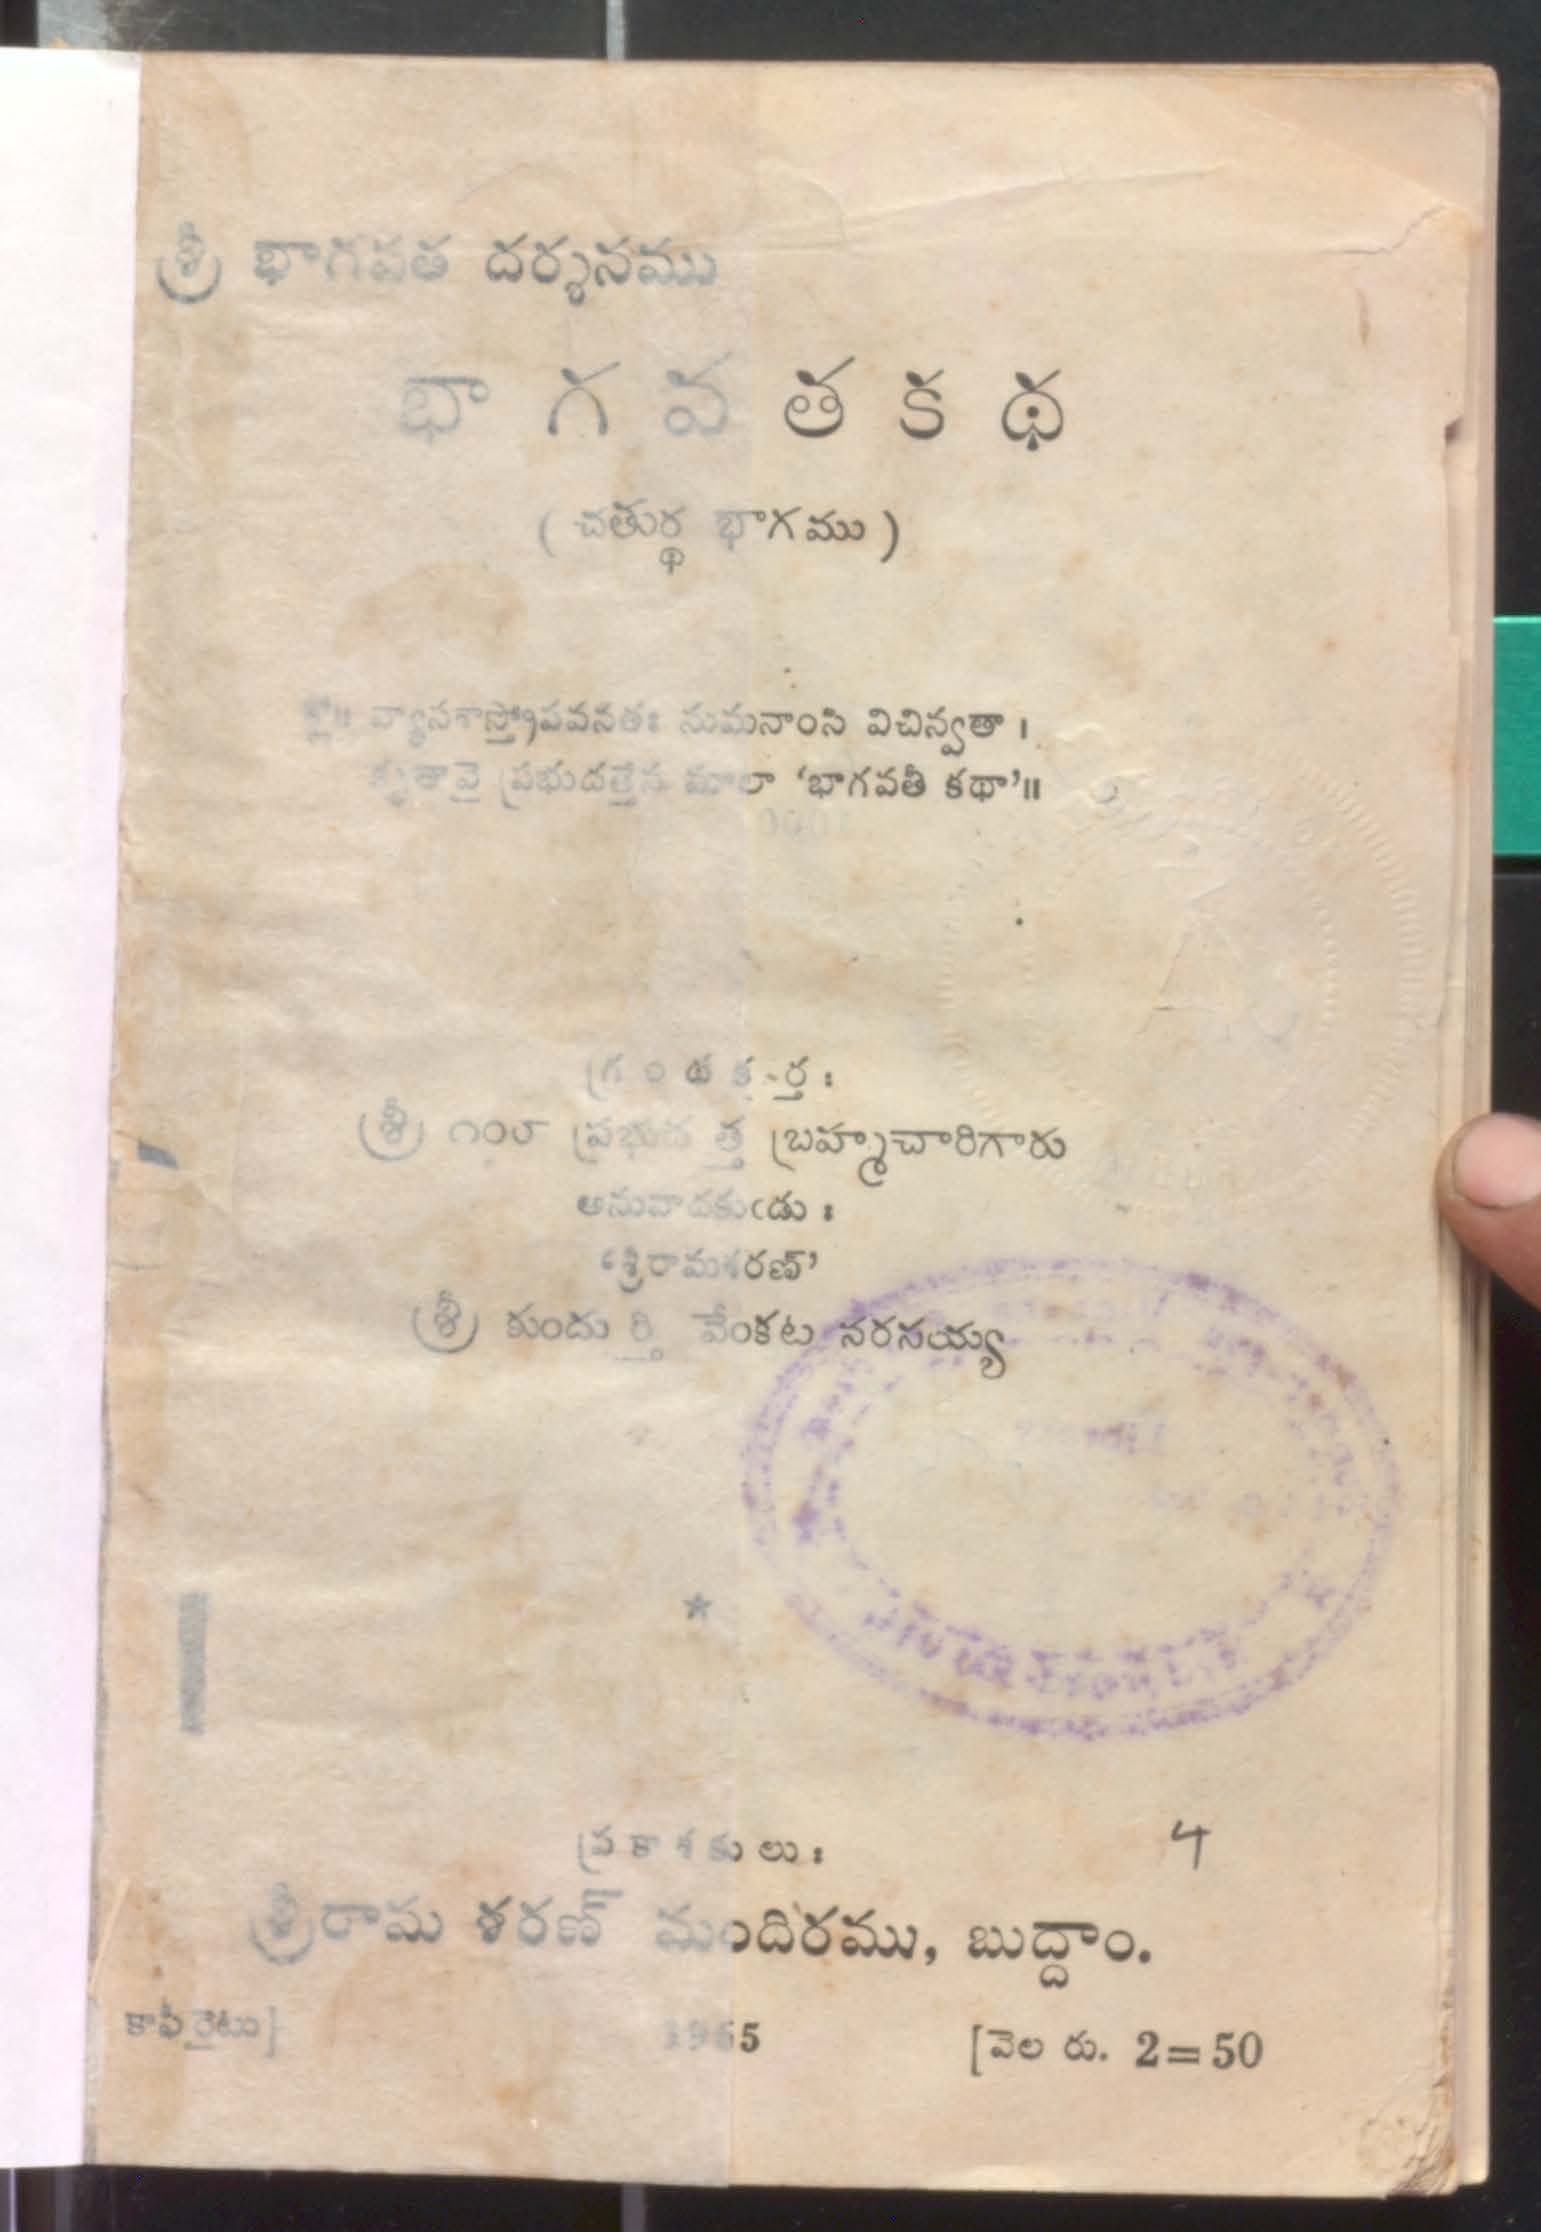 శ్రీ భాగవత దర్శనము
భాగవతకథ
( చతుర్థ భాగము )
శ్లో॥ వ్యాసశాస్త్రోపవనతః సుమనాంసి విచిన్వతా ।
కృతావై ప్రభుదత్తేన మాలా ‘భాగవతీ కథా’॥
గ్రంథకర్త :
శ్రీ ౧౦౮ ప్రభుదత్త బ్రహ్మచారిగారు
అనువాదకుఁడు :
‘శ్రీరామశరణ్’
శ్రీ కుందుర్తి వేంకట నరసయ్య
*
ప్రకాశకులు :
4
శ్రీరామ శరణ్ మందిరము, బుద్దాం.
కాపీరైటు] 1965 [వెల రు. 2=50